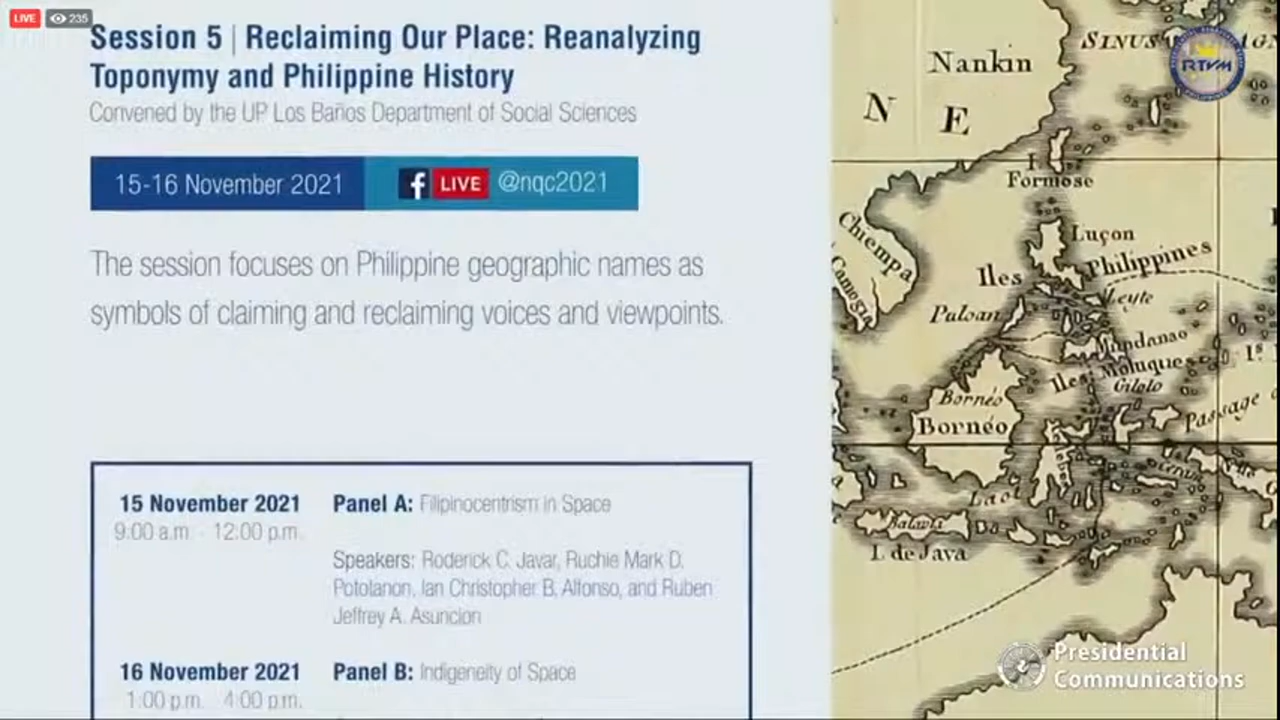 LIVE
235
Session 5 | Reclaiming Our Place: Reanalyzing
Toponymy and Philippine History
Convened by the UP Los Baños Department of Social Sciences
15-16 November 2021
f LIVE @nqc2021
The session focuses on Philippine geographic names as
symbols of claiming and reclaiming voices and viewpoints.
15 November 2021
9:00 a.m. - 12:00 p.m.
Panel A: Filipinocentrism in Space
Speakers: Roderick C. Javar, Ruchie Mark D.
Potolanon, Ian Christopher B. Alfonso, and Ruben
Jeffrey A. Asuncion
16 November 2021
1:00 p.m. 4:00 p.m.
Panel B: Indigeneity of Space
SINUS
RTVM
Nankin
N E
I.
Formose
Chiempa
Luçon
Iles Philippines
Leyte
Paloan
Mindanao
Iles Moluques
Gilolo
Bornéo
Bornéo
Passage
Ceram
Laot
Batavia
I. de Java
Presidential
Communications